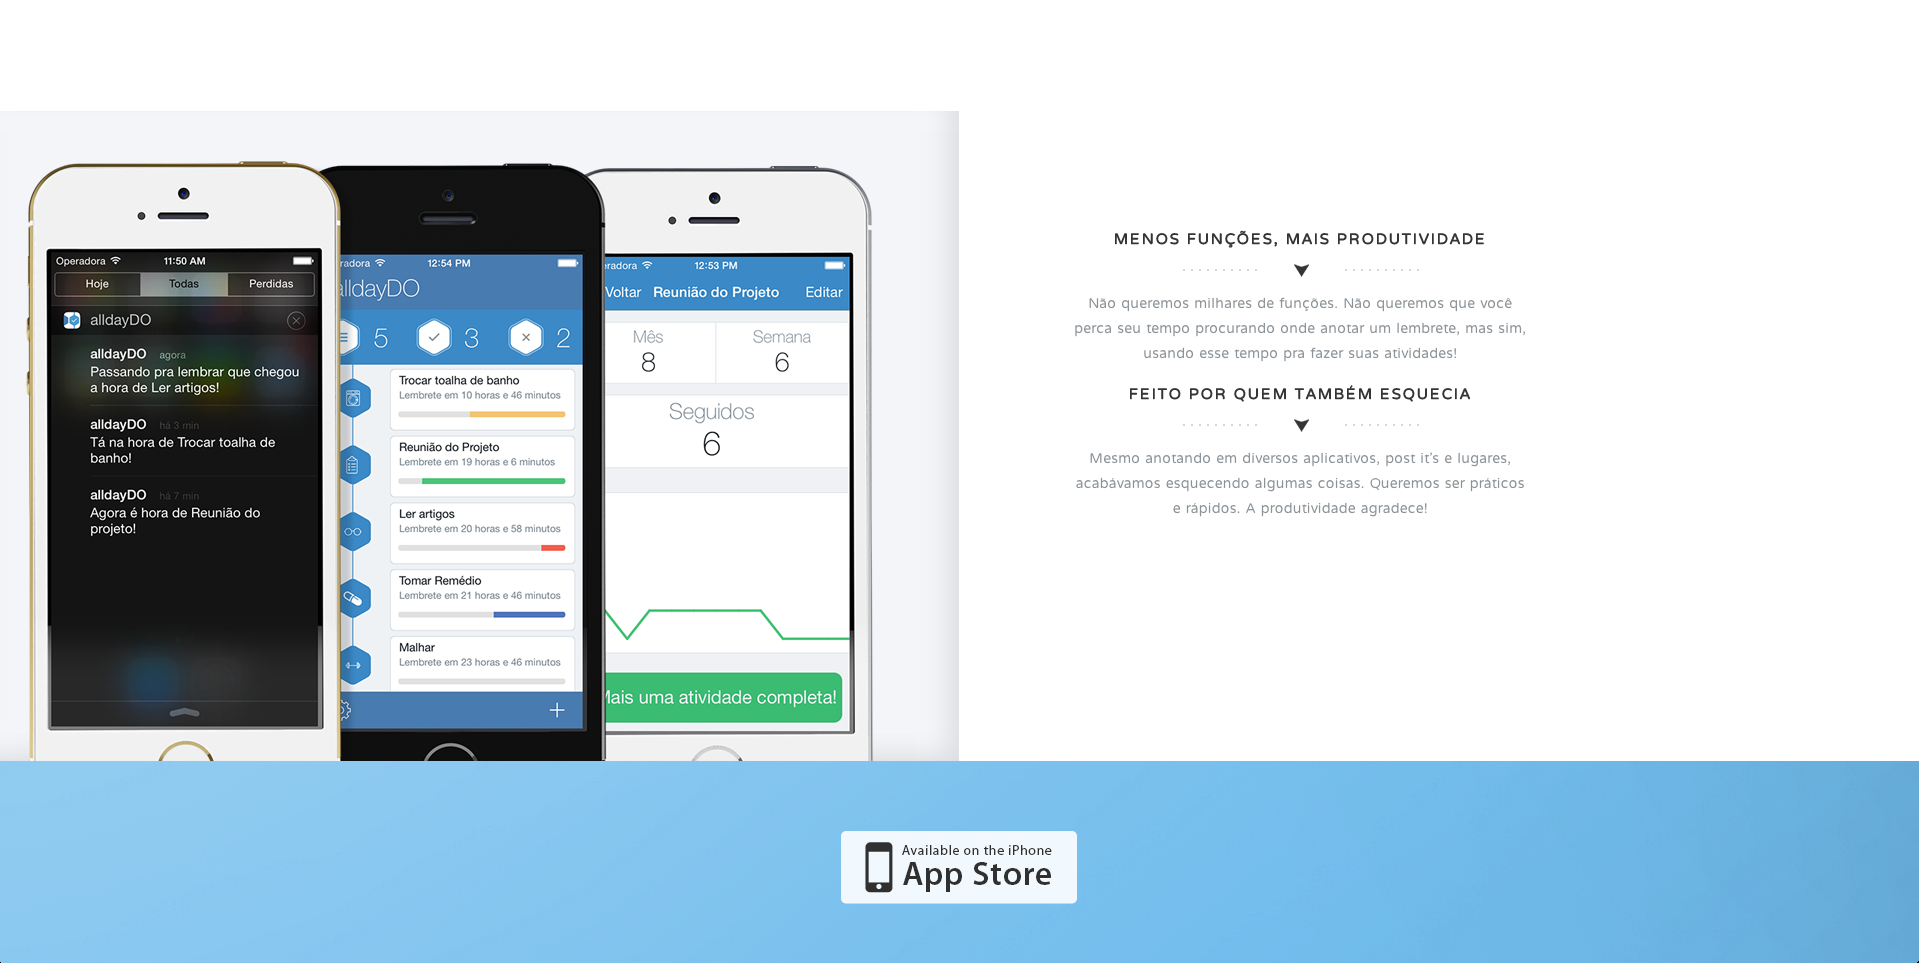 Operadora
11:50 AM
Hoje
Todas
Perdidas
alldayDO
alldayDO agora
Passando pra lembrar que chegou
a hora de Ler artigos!
alldayDO há 3 min
Tá na hora de Trocar toalha de
banho!
alldayDO há 7 min
Agora é hora de Reunião do
projeto!
radora
12:54 PM
alldayDO
5
3
2
Trocar toalha de banho
Lembrete em 10 horas e 46 minutos
Reunião do Projeto
Lembrete em 19 horas e 6 minutos
Ler artigos
Lembrete em 20 horas e 58 minutos
Tomar Remédio
Lembrete em 21 horas e 46 minutos
Malhar
Lembrete em 23 horas e 46 minutos
radora
12:53 PM
Voltar
Reunião do Projeto
Editar
Mês
8
Semana
6
Seguidos
6
Mais uma atividade completa!
MENOS FUNÇÕES, MAIS PRODUTIVIDADE
Não queremos milhares de funções. Não queremos que você
perca seu tempo procurando onde anotar um lembrete, mas sim,
usando esse tempo pra fazer suas atividades!
FEITO POR QUEM TAMBÉM ESQUECIA
Mesmo anotando em diversos aplicativos, post it's e lugares,
acabávamos esquecendo algumas coisas. Queremos ser práticos
e rápidos. A produtividade agradece!
Available on the iPhone
App Store